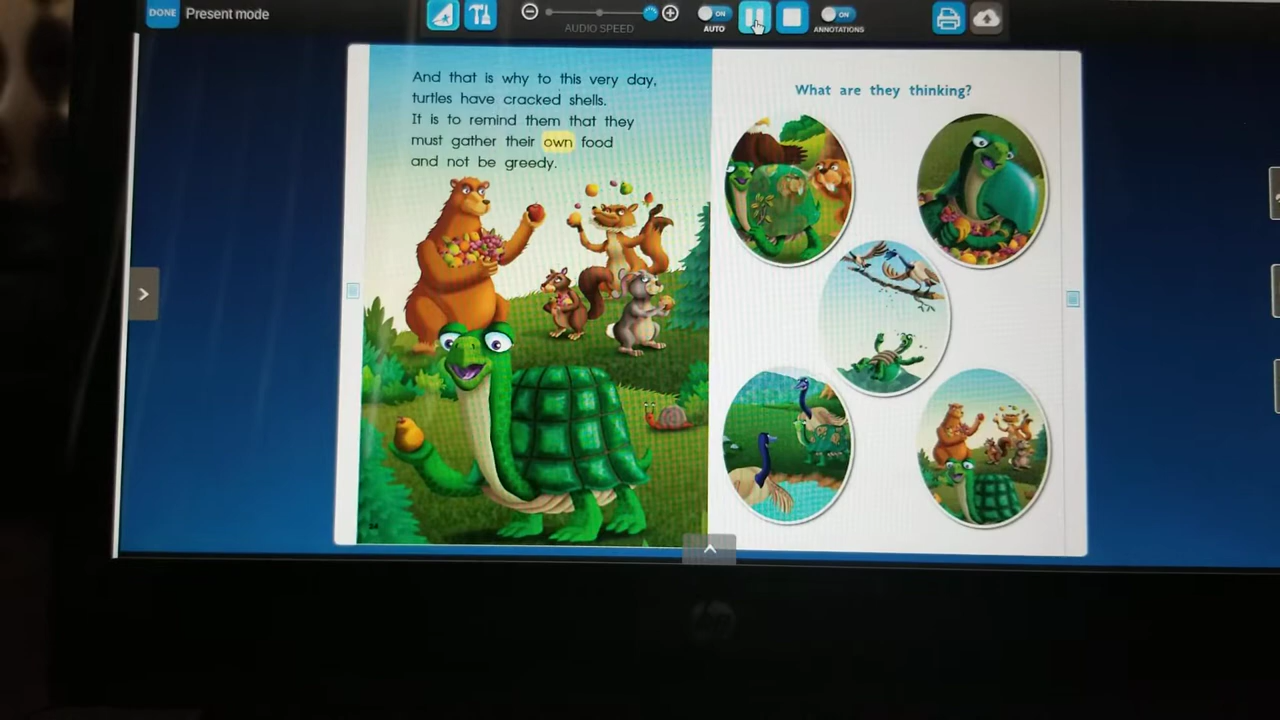 DONE Present mode
AUDIO SPEED
ON
AUTO
ON
ANNOTATIONS
And that is why to this very day,
turtles have cracked shells.
It is to remind them that they
must gather their own food
and not be greedy.
24
What are they thinking?
hp